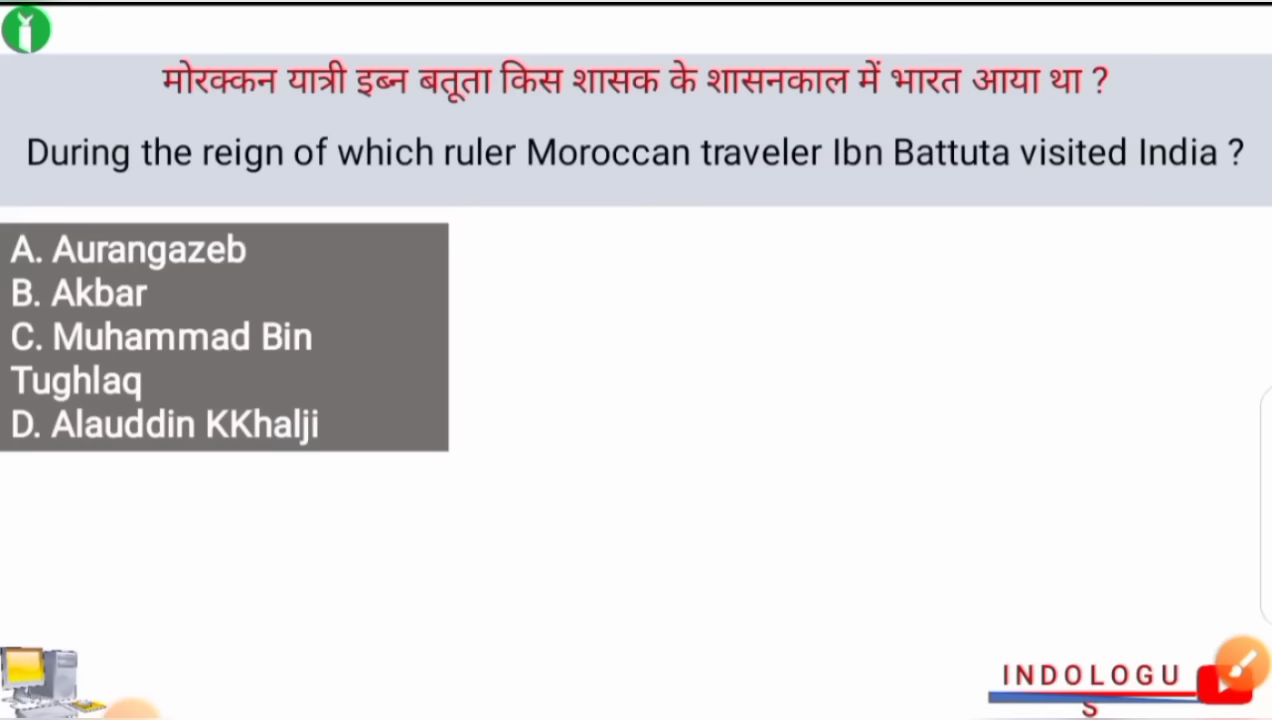 मोरक्कन यात्री इब्न बतूता किस शासक के शासनकाल में भारत आया था ?
During the reign of which ruler Moroccan traveler Ibn Battuta visited India ?
A. Aurangazeb
B. Akbar
C. Muhammad Bin
Tughlaq
D. Alauddin KKhalji
INDOLOGU
S